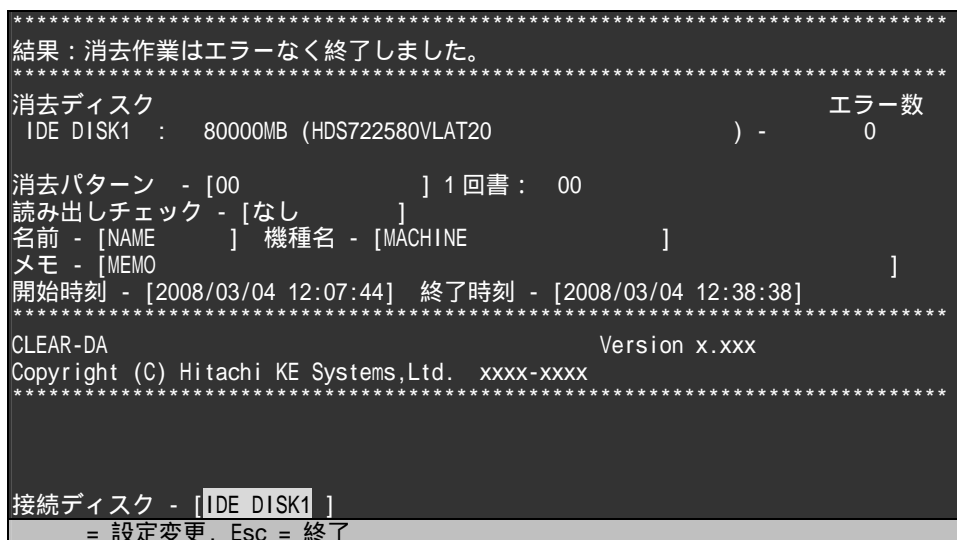 ******************************************************************************
結果：消去作業はエラーなく終了しました。
******************************************************************************
消去ディスク エラー数
IDE DISK1 : 80000MB (HDS722580VLAT20 ) - 0
消去パターン - [00 ] 1回書： 00
読み出しチェック - [なし ]
名前 - [NAME ] 機種名 - [MACHINE ]
メモ - [MEMO ]
開始時刻 - [2008/03/04 12:07:44] 終了時刻 - [2008/03/04 12:38:38]
******************************************************************************
CLEAR-DA Version x.xxx
Copyright (C) Hitachi KE Systems,Ltd. xxxx-xxxx
******************************************************************************
接続ディスク - [IDE DISK1 ]
= 設定変更, Esc = 終了